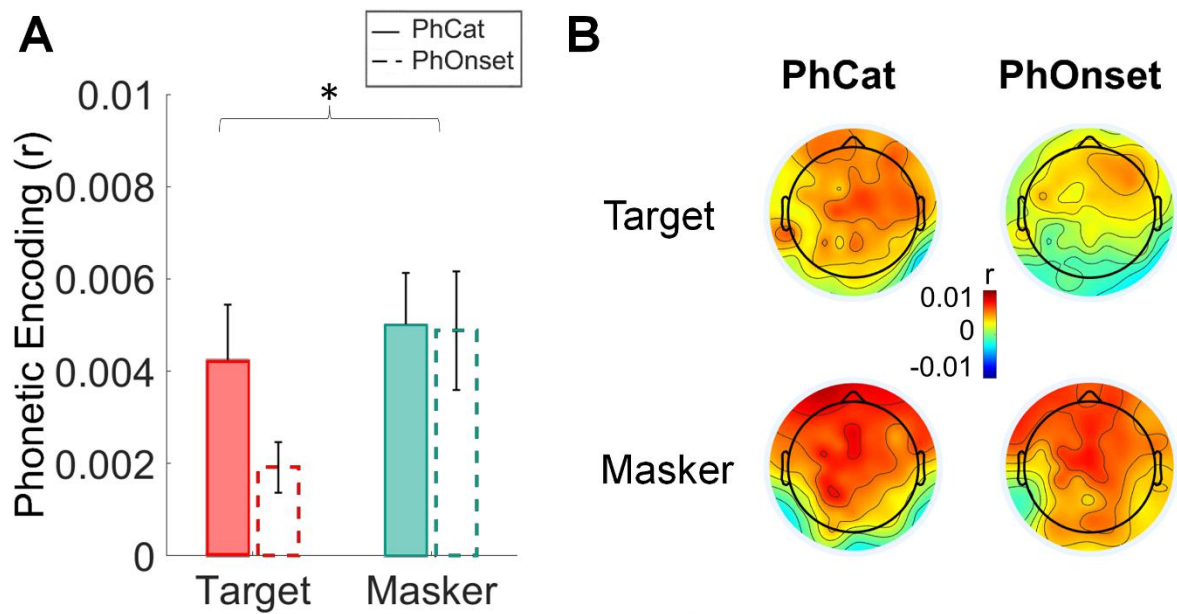 A
PhCat
PhOnset
*
Phonetic Encoding (r)
0.01
0.008
0.006
0.004
0.002
0
Target
Masker
B
PhCat
PhOnset
Target
r
0.01
0
-0.01
Masker